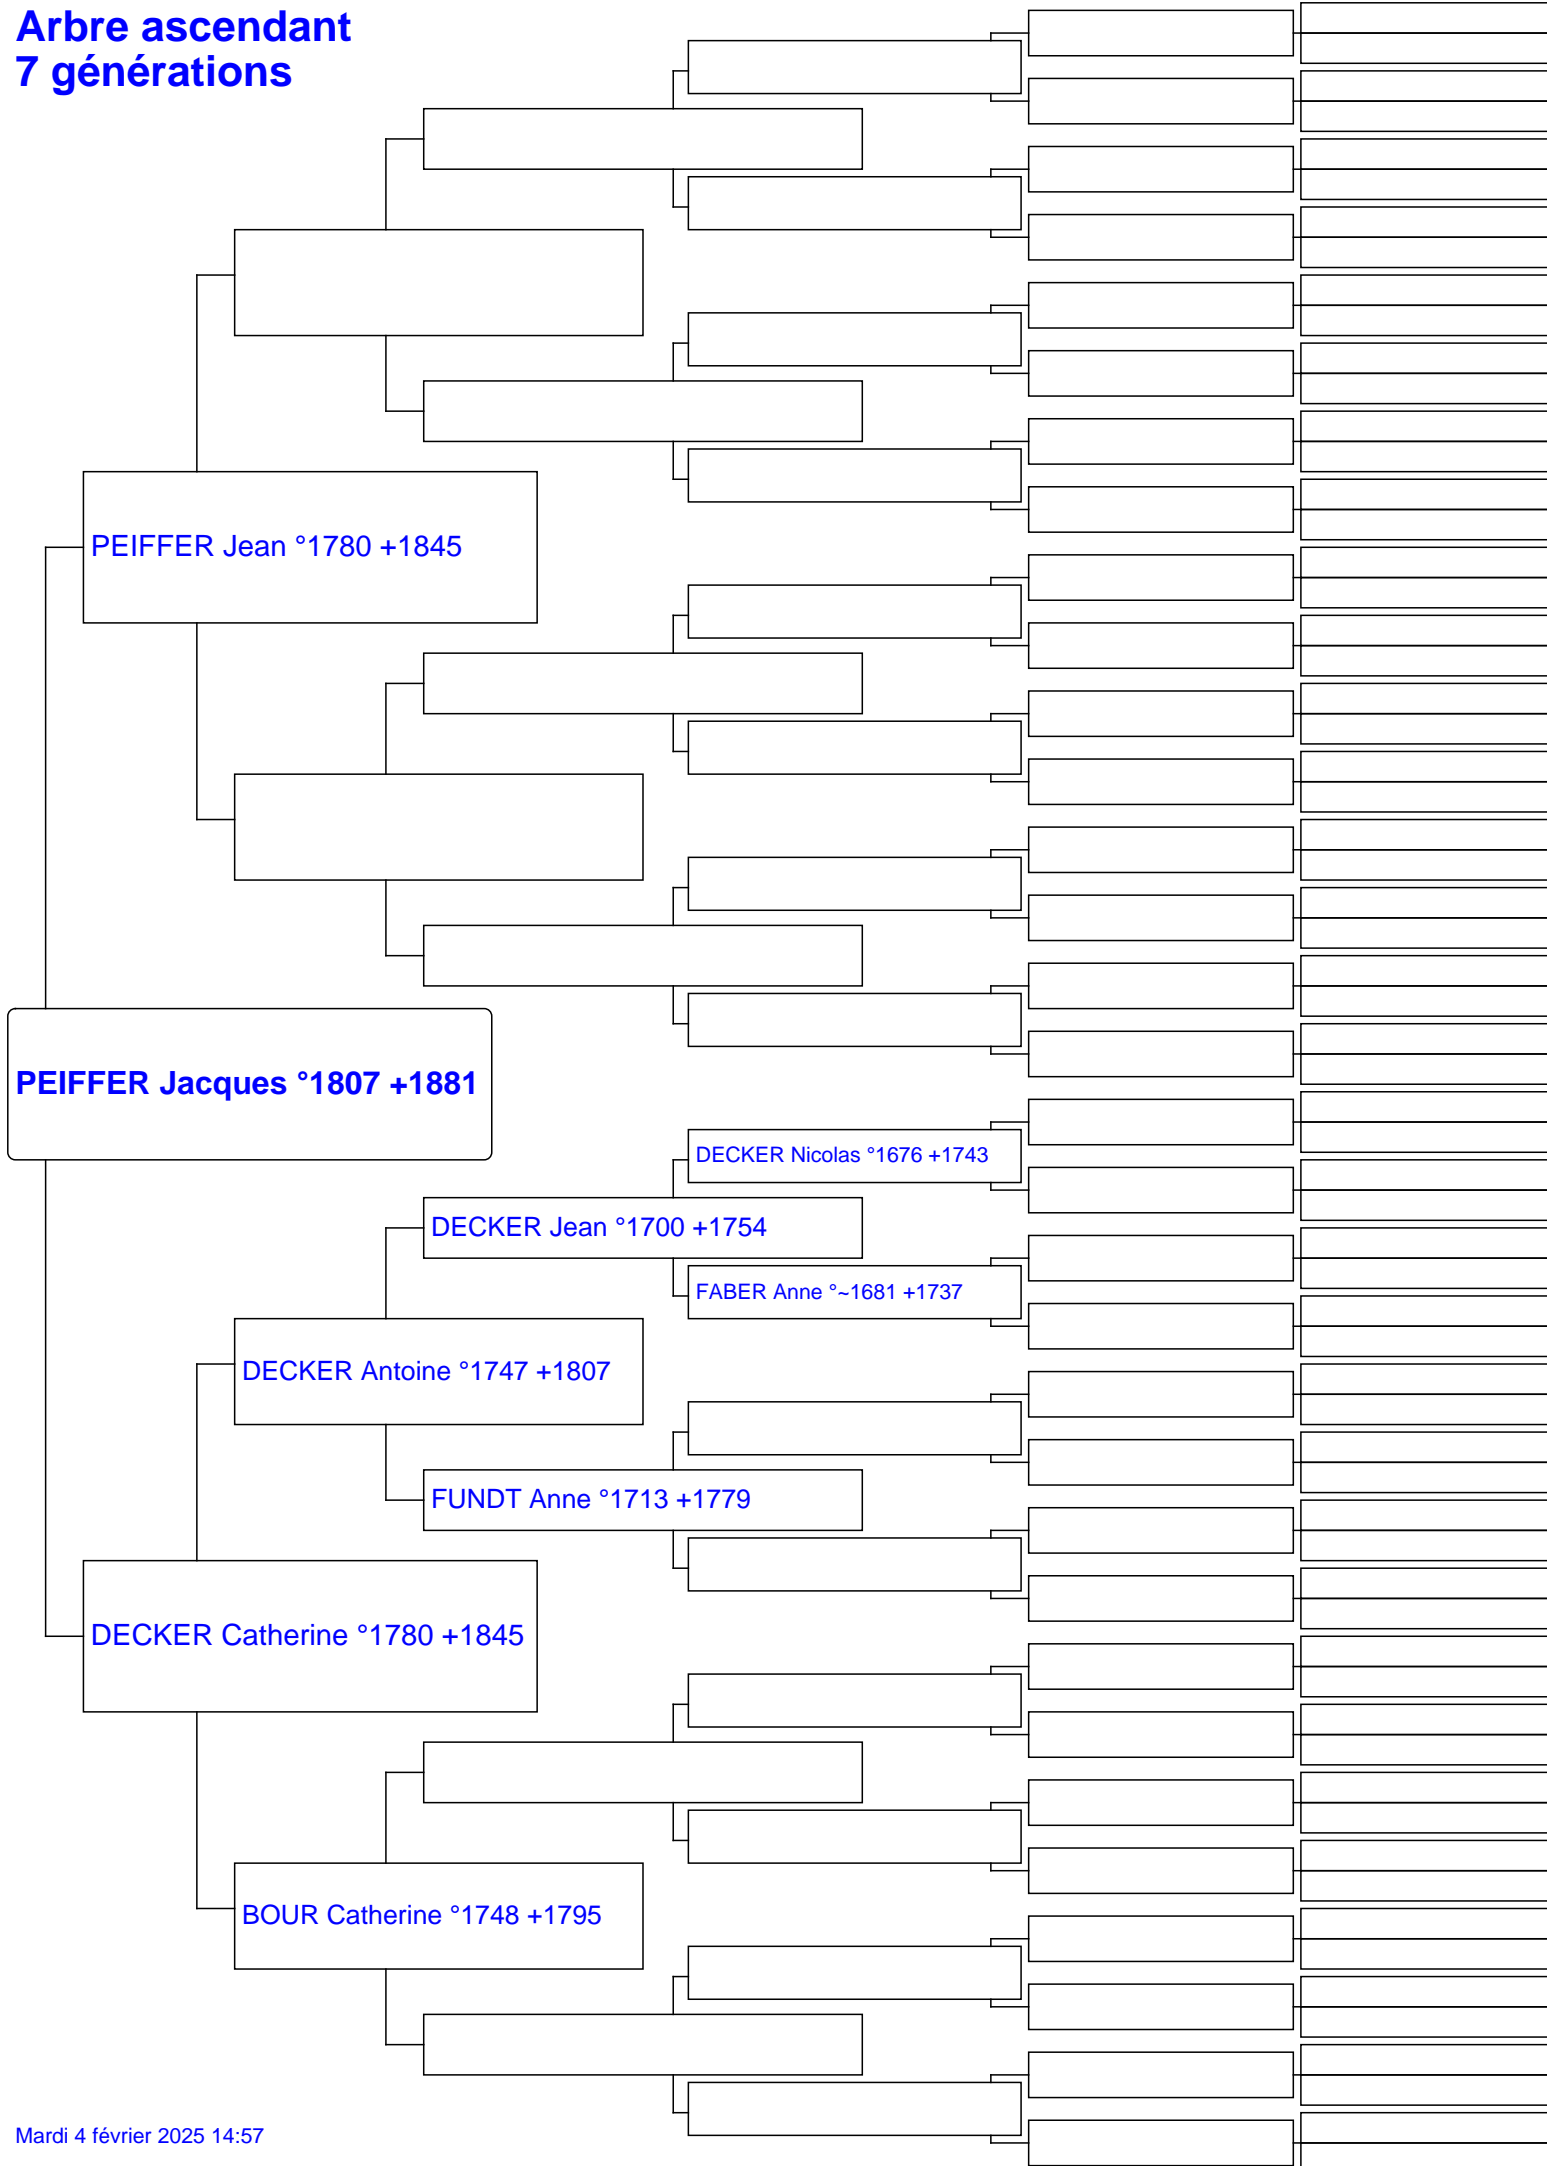 Arbre ascendant
7 générations
PEIFFER Jean °1780 +1845
PEIFFER Jacques °1807 +1881
DECKER Nicolas °1676 +1743
DECKER Jean °1700 +1754
FABER Anne °~1681 +1737
DECKER Antoine °1747 +1807
FUNDT Anne °1713 +1779
DECKER Catherine °1780 +1845
BOUR Catherine °1748 +1795
Mardi 4 février 2025 14:57